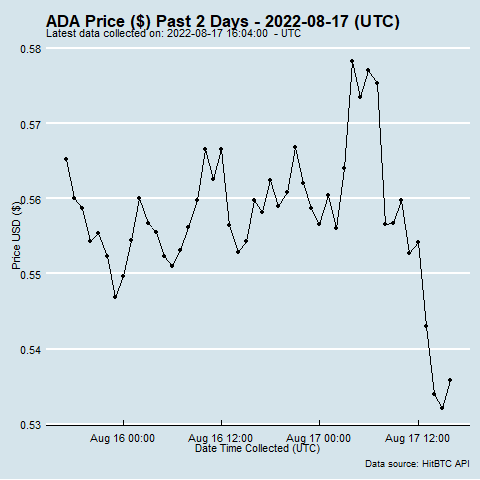 ADA Price ($) Past 2 Days - 2022-08-17 (UTC)
Latest data collected on: 2022-08-17 16:04:00 - UTC
0.58
0.57
0.56
0.55
0.54
0.53
Price USD ($)
Aug 16 00:00 Aug 16 12:00 Aug 17 00:00 Aug 17 12:00
Date Time Collected (UTC)
Data source: HitBTC API